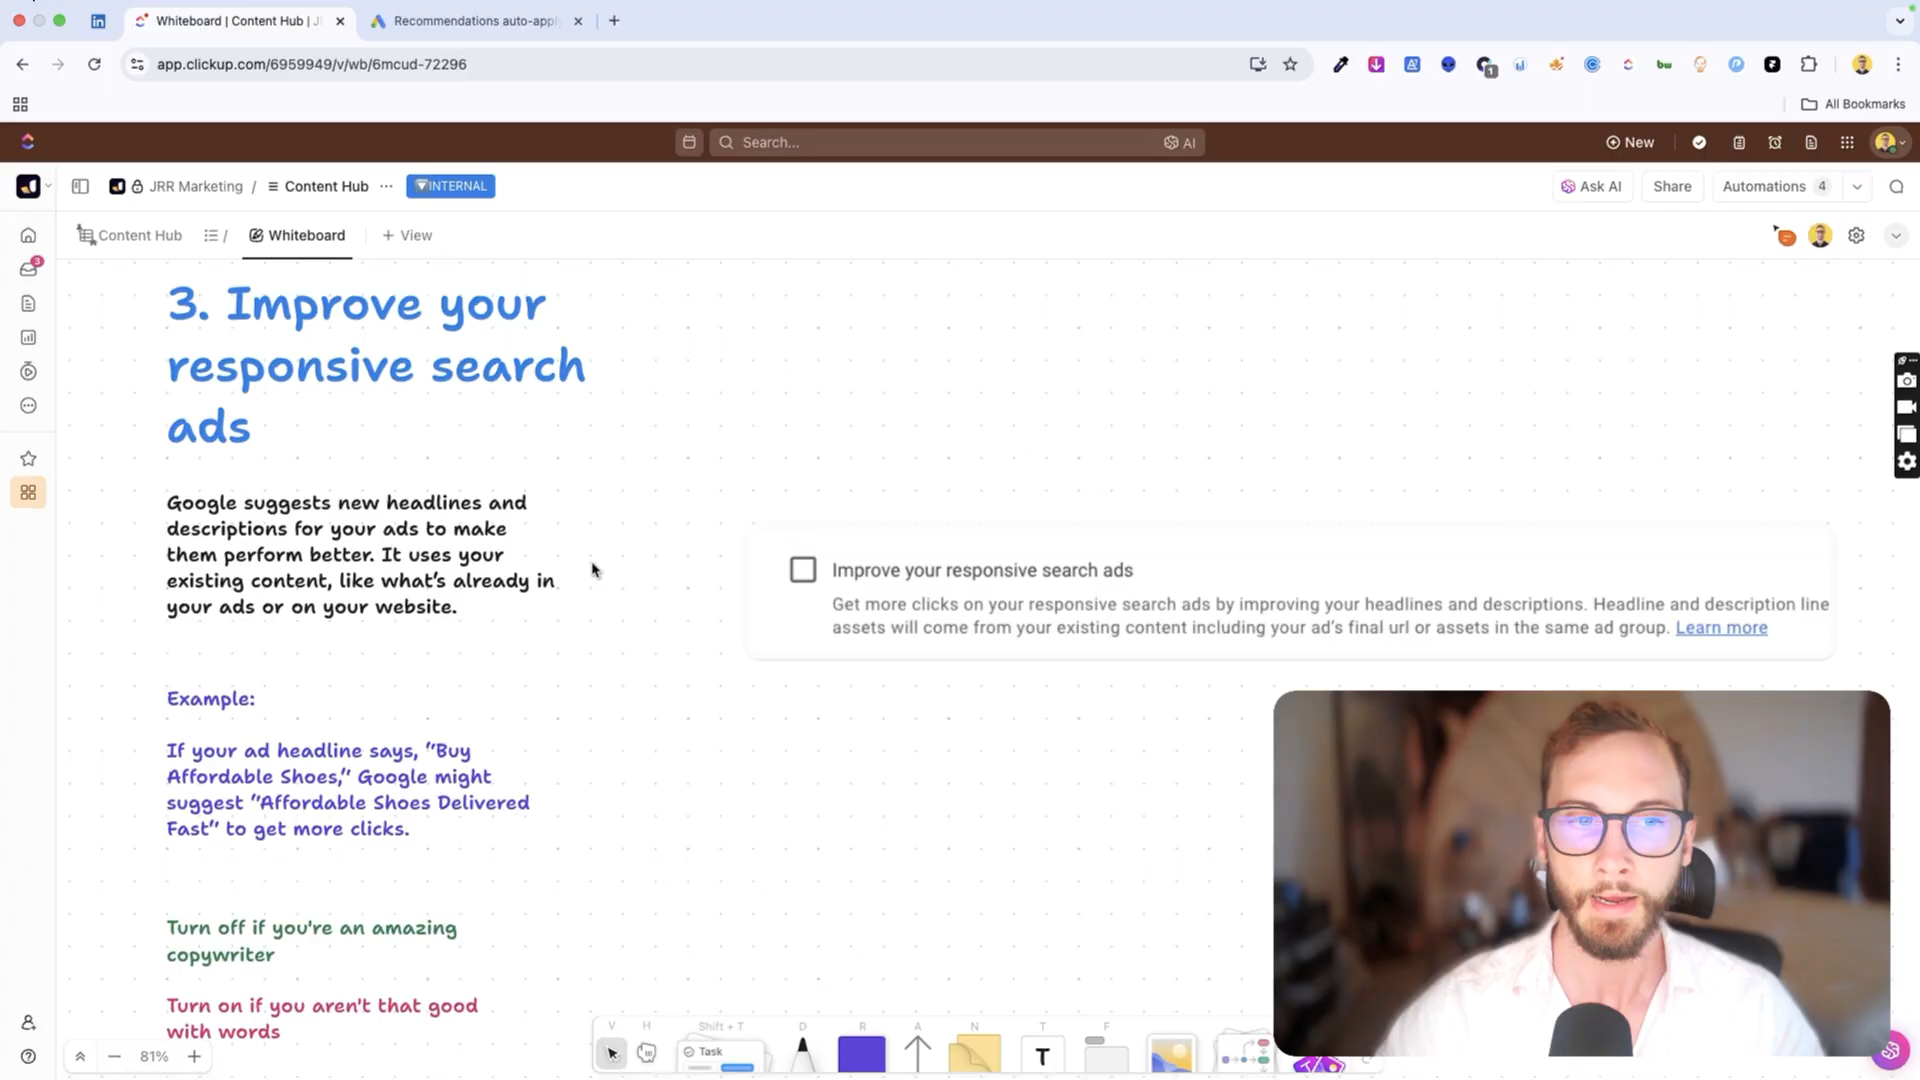 Whiteboard | Content Hub | J
Recommendations auto-apply
app.clickup.com/6959949/v/wb/6mcud-72296
1
All Bookmarks
Search...
AI
New
JRR Marketing / Content Hub ... INTERNAL
Ask AI
Share
Automations 4
Content Hub
/
Whiteboard
+ View
3
3. Improve your
responsive search
ads
Google suggests new headlines and
descriptions for your ads to make
them perform better. It uses your
existing content, like what's already in
your ads or on your website.
Improve your responsive search ads
Get more clicks on your responsive search ads by improving your headlines and descriptions. Headline and description line
assets will come from your existing content including your ad's final url or assets in the same ad group. Learn more
Example:
If your ad headline says, "Buy
Affordable Shoes," Google might
suggest "Affordable Shoes Delivered
Fast" to get more clicks.
Turn off if you're an amazing
copywriter
Turn on if you aren't that good
with words
81%
V H Shift + T D R A N T F
Task
T